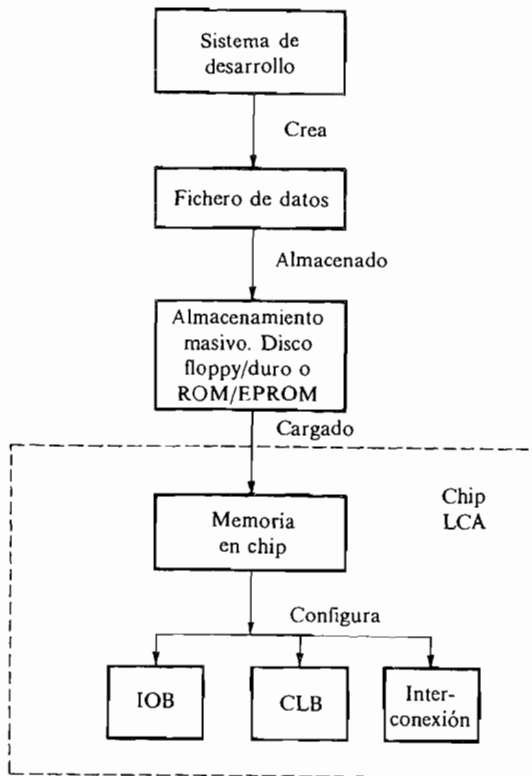 Sistema de
desarrollo
Crea
Fichero de datos
Almacenado
Almacenamiento
masivo. Disco
floppy/duro o
ROM/EPROM
Cargado
Chip
LCA
Memoria
en chip
Configura
IOB
CLB
Inter-
conexión